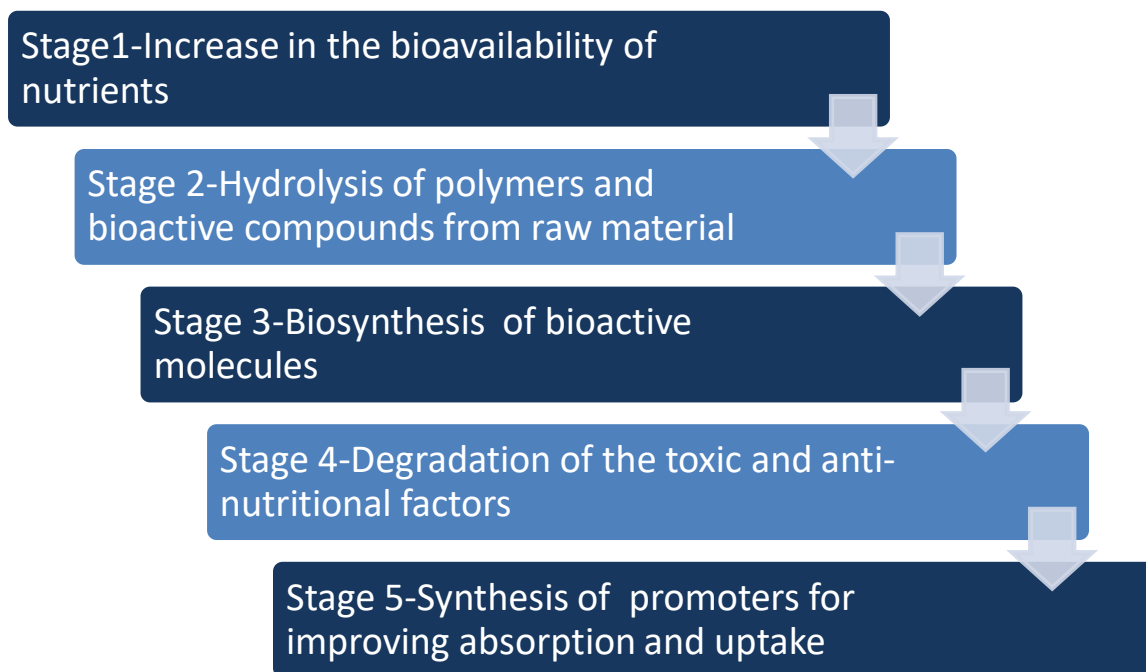 Stage1-Increase in the bioavailability of
nutrients
Stage 2-Hydrolysis of polymers and
bioactive compounds from raw material
Stage 3-Biosynthesis  of bioactive
molecules
Stage 4-Degradation of the toxic and anti-
nutritional factors
Stage 5-Synthesis of  promoters for
improving absorption and uptake